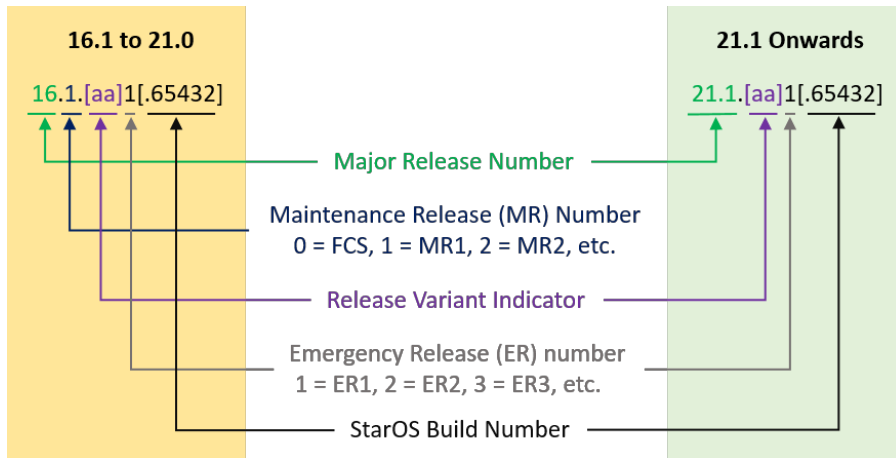 16.1 to 21.0
21.1 Onwards
16.1.[aa]1[.65432]
21.1.[aa]1[.65432]
Major Release Number
Maintenance Release (MR) Number
0 = FCS, 1 = MR1, 2 = MR2, etc.
Release Variant Indicator
Emergency Release (ER) number
1 = ER1, 2 = ER2, 3 = ER3, etc.
StarOS Build Number